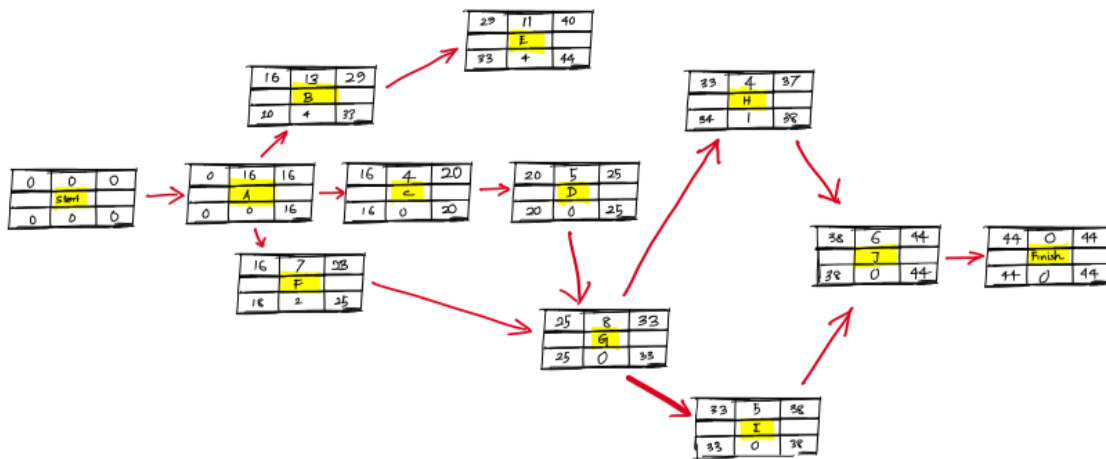 29 11 40
E
33 4 44
16 13 29
B
20 4 33
33 4 37
H
34 1 38
0 0 0
Start
0 0 0
0 16 16
A
0 0 16
16 4 20
C
16 0 20
20 5 25
D
20 0 25
16 7 23
F
18 2 25
25 8 33
G
25 0 33
38 6 44
J
38 0 44
44 0 44
Finish
44 0 44
33 5 38
I
33 0 38